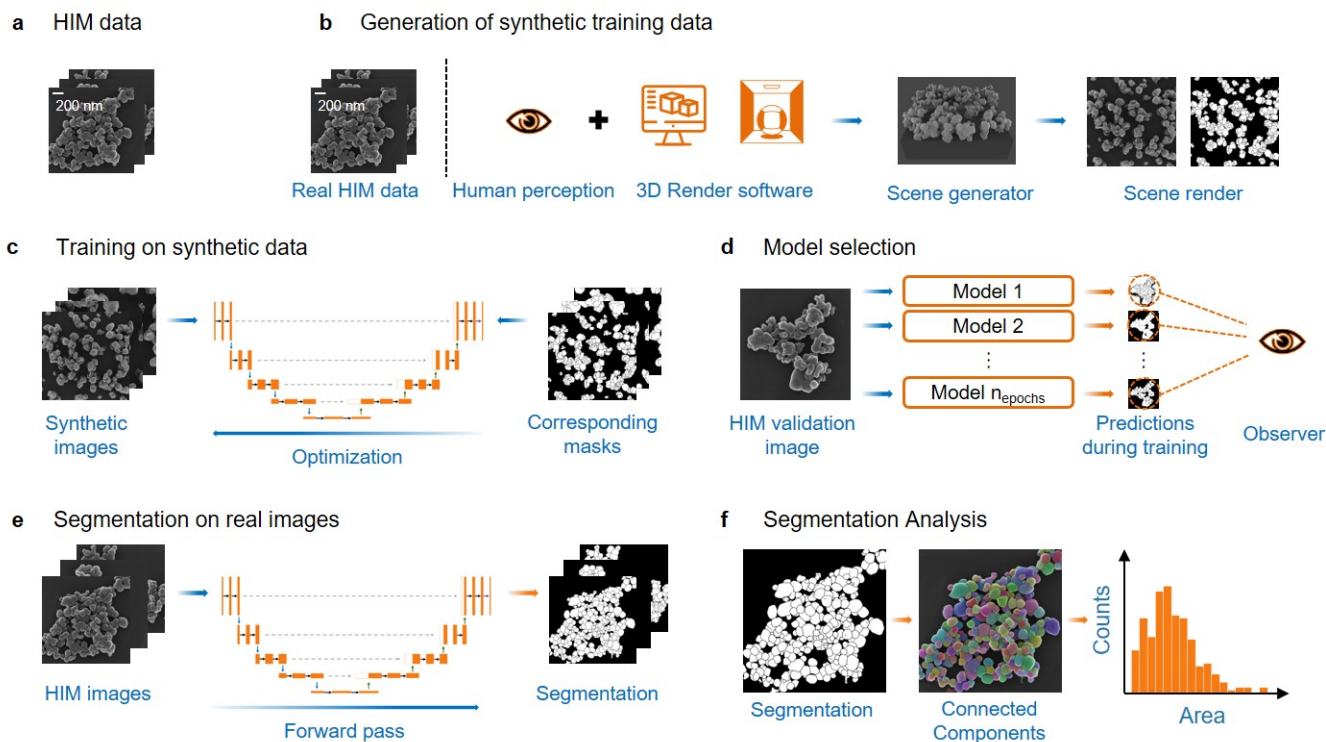 a HIM data
200 nm
b Generation of synthetic training data
200 nm
Real HIM data
Human perception
3D Render software
Scene generator
Scene render
c Training on synthetic data
Synthetic
images
Optimization
Corresponding
masks
d Model selection
Model 1
Model 2
Model nepochs
HIM validation
image
Predictions
during training
Observer
e Segmentation on real images
HIM images
Forward pass
Segmentation
f Segmentation Analysis
Segmentation
Connected
Components
Counts
Area